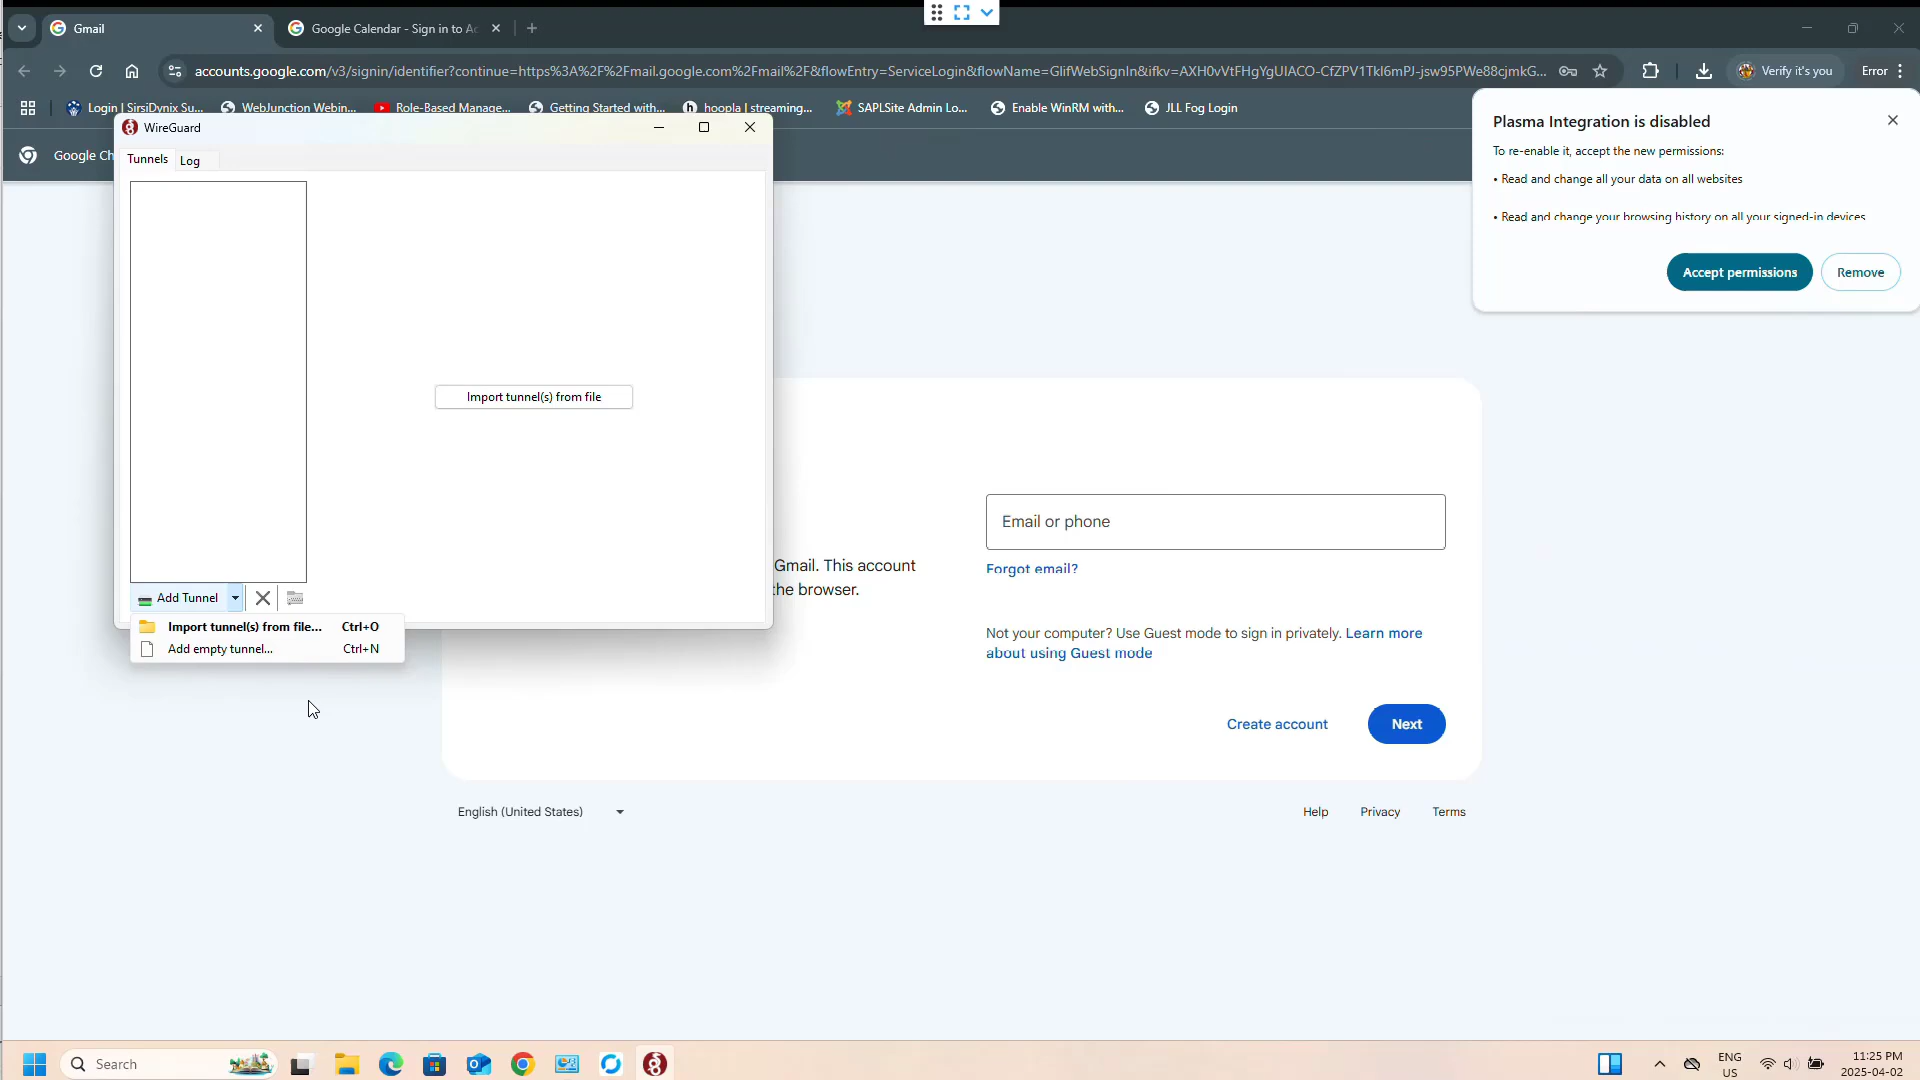 Gmail
Google Calendar - Sign in to Ac
accounts.google.com/v3/signin/identifier?continue=https%3A%2F%2Fmail.google.com%2Fmail%2F&flowEntry=ServiceLogin&flowName=GlifWebSignIn&ifkv=AXH0vVtFHgYgUIACO-CfZPV1Tkl6mPJ-jsw95PWe88cjmkG...
Verify it's you
Error
Login | SirsiDynix Su...
WebJunction Webin...
Role-Based Manage...
Getting Started with...
hoopla | streaming...
SAPLSite Admin Lo...
Enable WinRM with...
JLL Fog Login
Google Ch
WireGuard
Tunnels
Log
Import tunnel(s) from file
Add Tunnel
Import tunnel(s) from file... Ctrl+O
Add empty tunnel... Ctrl+N
Plasma Integration is disabled
To re-enable it, accept the new permissions:
• Read and change all your data on all websites
• Read and change your browsing history on all your signed-in devices
Accept permissions
Remove
Gmail. This account
the browser.
Email or phone
Forgot email?
Not your computer? Use Guest mode to sign in privately. Learn more
about using Guest mode
Create account
Next
English (United States)
Help
Privacy
Terms
Search
ENG
US
11:25 PM
2025-04-02